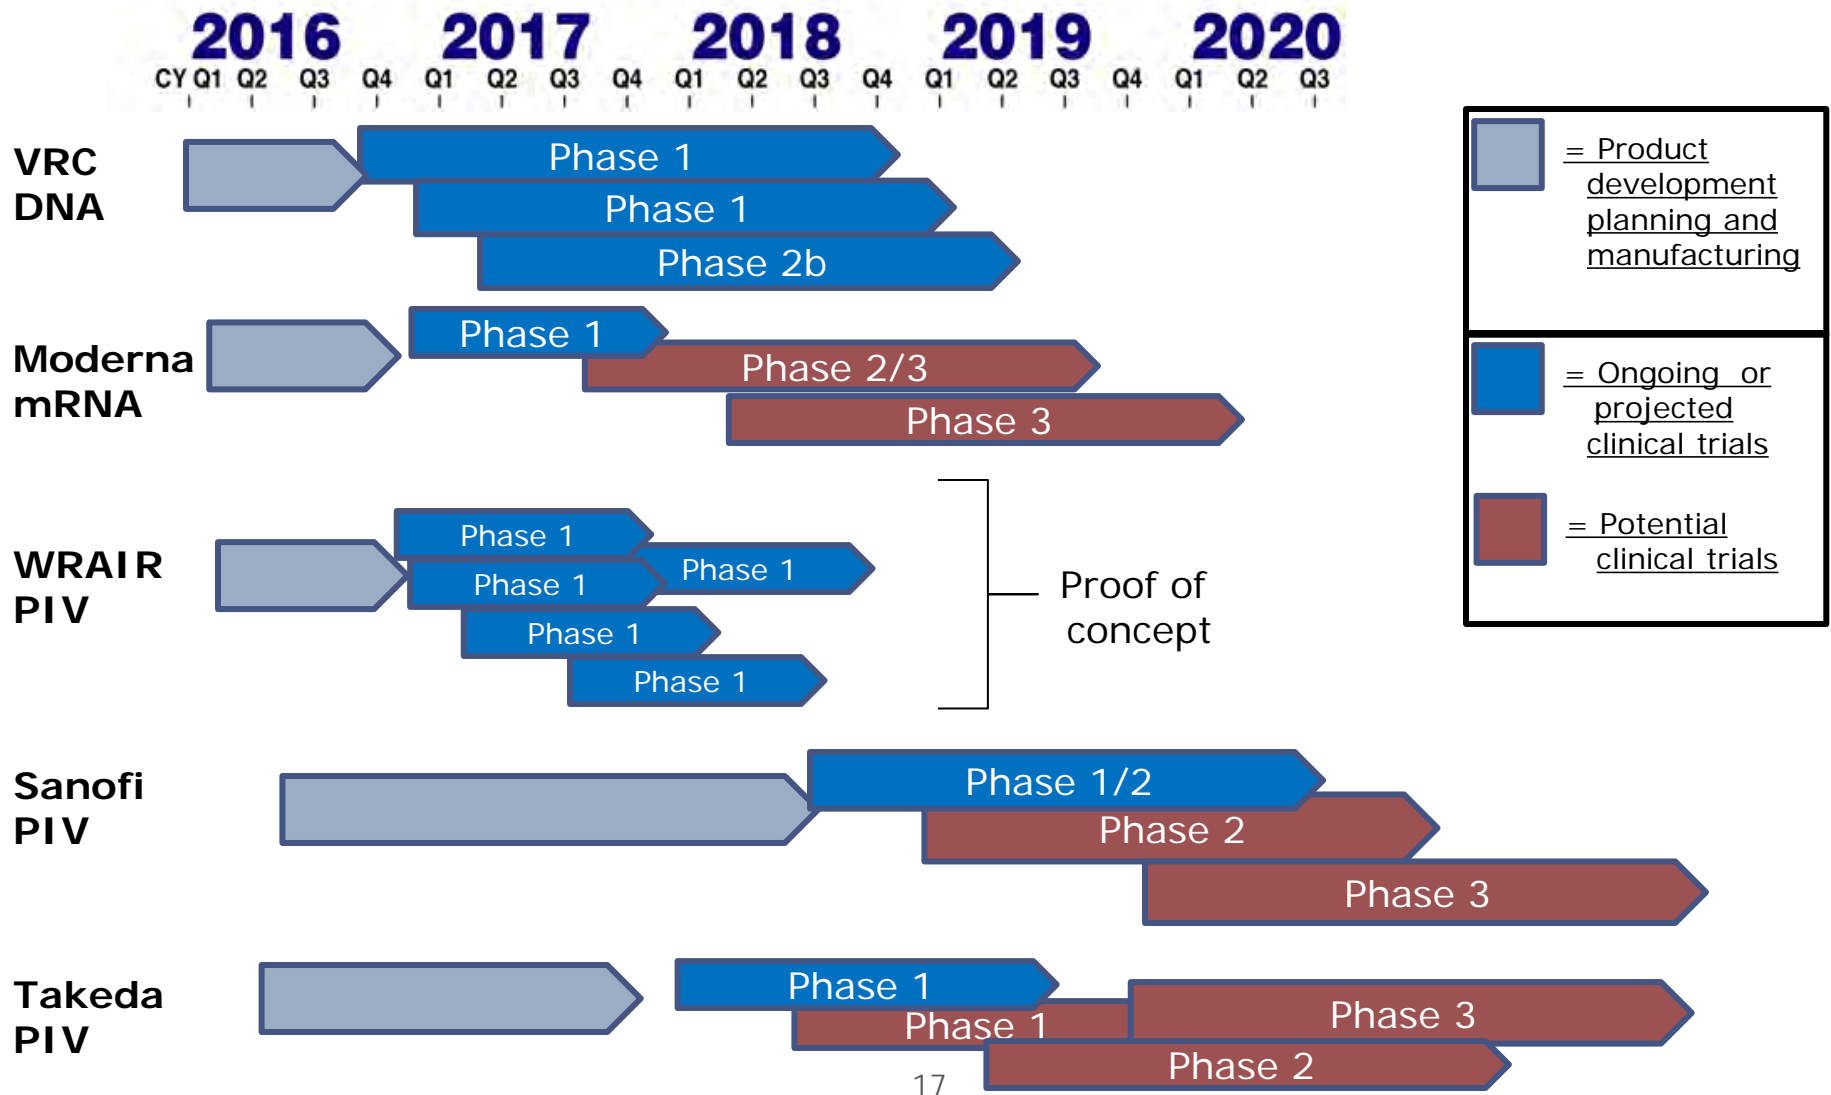 2016 2017 2018 2019 2020
CY Q1 Q2 Q3 Q4 Q1 Q2 Q3 Q4 Q1 Q2 Q3 Q4 Q1 Q2 Q3 Q4 Q1 Q2 Q3
VRC
DNA
Phase 1
Phase 1
Phase 2b
Moderna
mRNA
Phase 1
Phase 2/3
Phase 3
WRAIR
PIV
Phase 1
Phase 1
Phase 1
Phase 1
Phase 1
Proof of
concept
Sanofi
PIV
Phase 1/2
Phase 2
Phase 3
Takeda
PIV
Phase 1
Phase 1
Phase 3
Phase 2
= Product
development
planning and
manufacturing
= Ongoing or
projected
clinical trials
= Potential
clinical trials
17